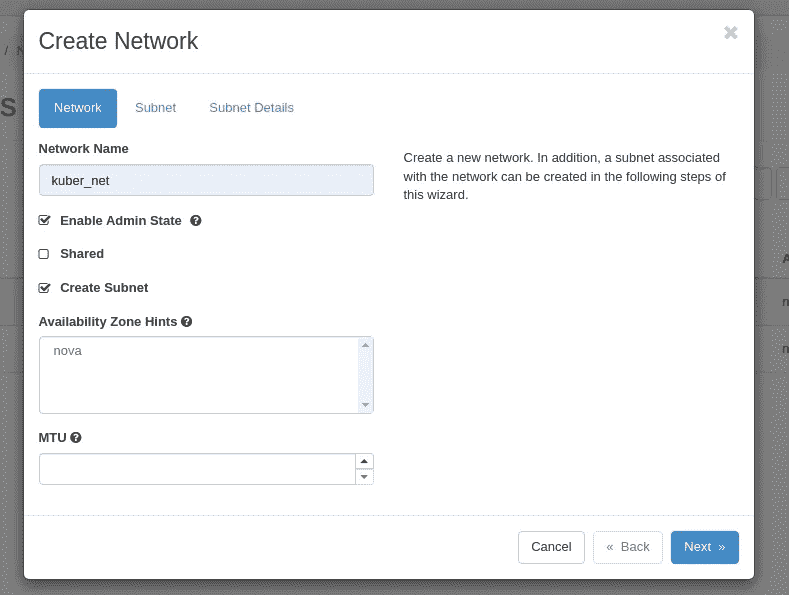 Create Network
Network
Subnet
Subnet Details
Network Name
kuber_net
Create a new network. In addition, a subnet associated
with the network can be created in the following steps of
this wizard.
Enable Admin State
Shared
Create Subnet
Availability Zone Hints
nova
MTU
Cancel
« Back
Next »